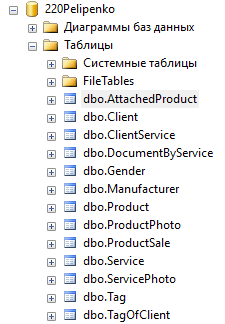 220Pelipenko
Диаграммы баз данных
Таблицы
Системные таблицы
FileTables
dbo.AttachedProduct
dbo.Client
dbo.ClientService
dbo.DocumentByService
dbo.Gender
dbo.Manufacturer
dbo.Product
dbo.ProductPhoto
dbo.ProductSale
dbo.Service
dbo.ServicePhoto
dbo.Tag
dbo.TagOfClient